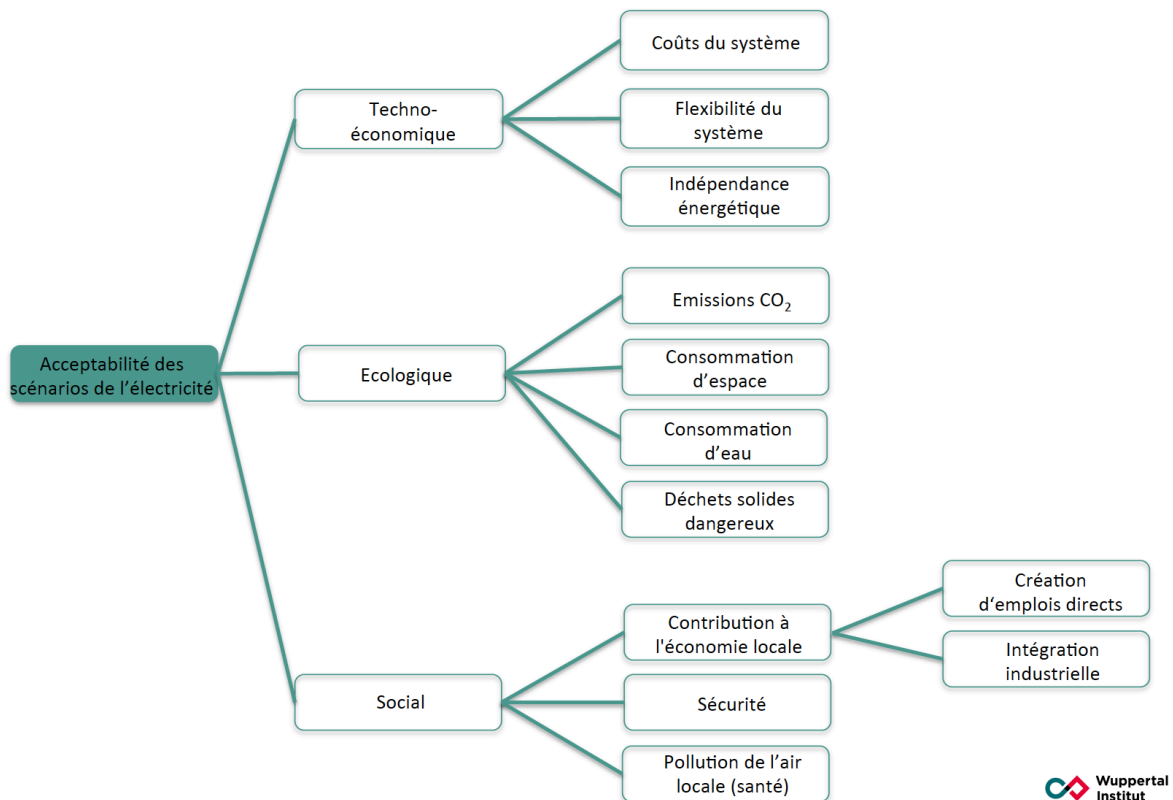 Coûts du système
Techno-
économique
Flexibilité du
système
Indépendance
énergétique
Acceptabilité des
scénarios de l’électricité
Ecologique
Emissions CO₂
Consommation
d’espace
Consommation
d’eau
Déchets solides
dangereux
Social
Contribution à
l'économie locale
Création
d‘emplois directs
Intégration
industrielle
Sécurité
Pollution de l’air
locale (santé)
Wuppertal
Institut